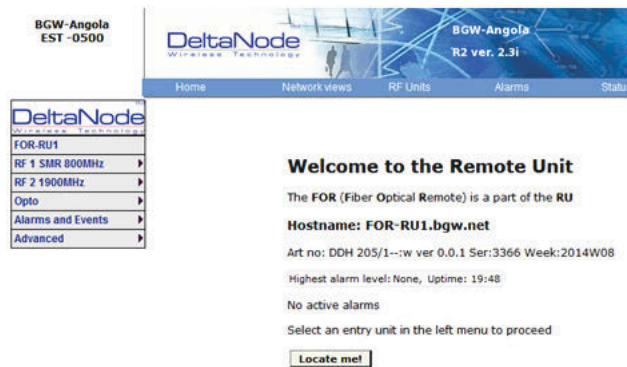 BGW-Angola
EST -0500
DeltaNode
Wireless Technology
BGW-Angola
R2 ver. 2.3i
Home Network views RF Units Alarms Statu
DeltaNode
Wireless Technology
FOR-RU1
RF 1 SMR 800MHz
RF 2 1900MHz
Opto
Alarms and Events
Advanced
Welcome to the Remote Unit
The FOR (Fiber Optical Remote) is a part of the RU
Hostname: FOR-RU1.bgw.net
Art no: DDH 205/1--:w ver 0.0.1 Ser:3366 Week:2014W08
Highest alarm level: None, Uptime: 19:48
No active alarms
Select an entry unit in the left menu to proceed
Locate me!